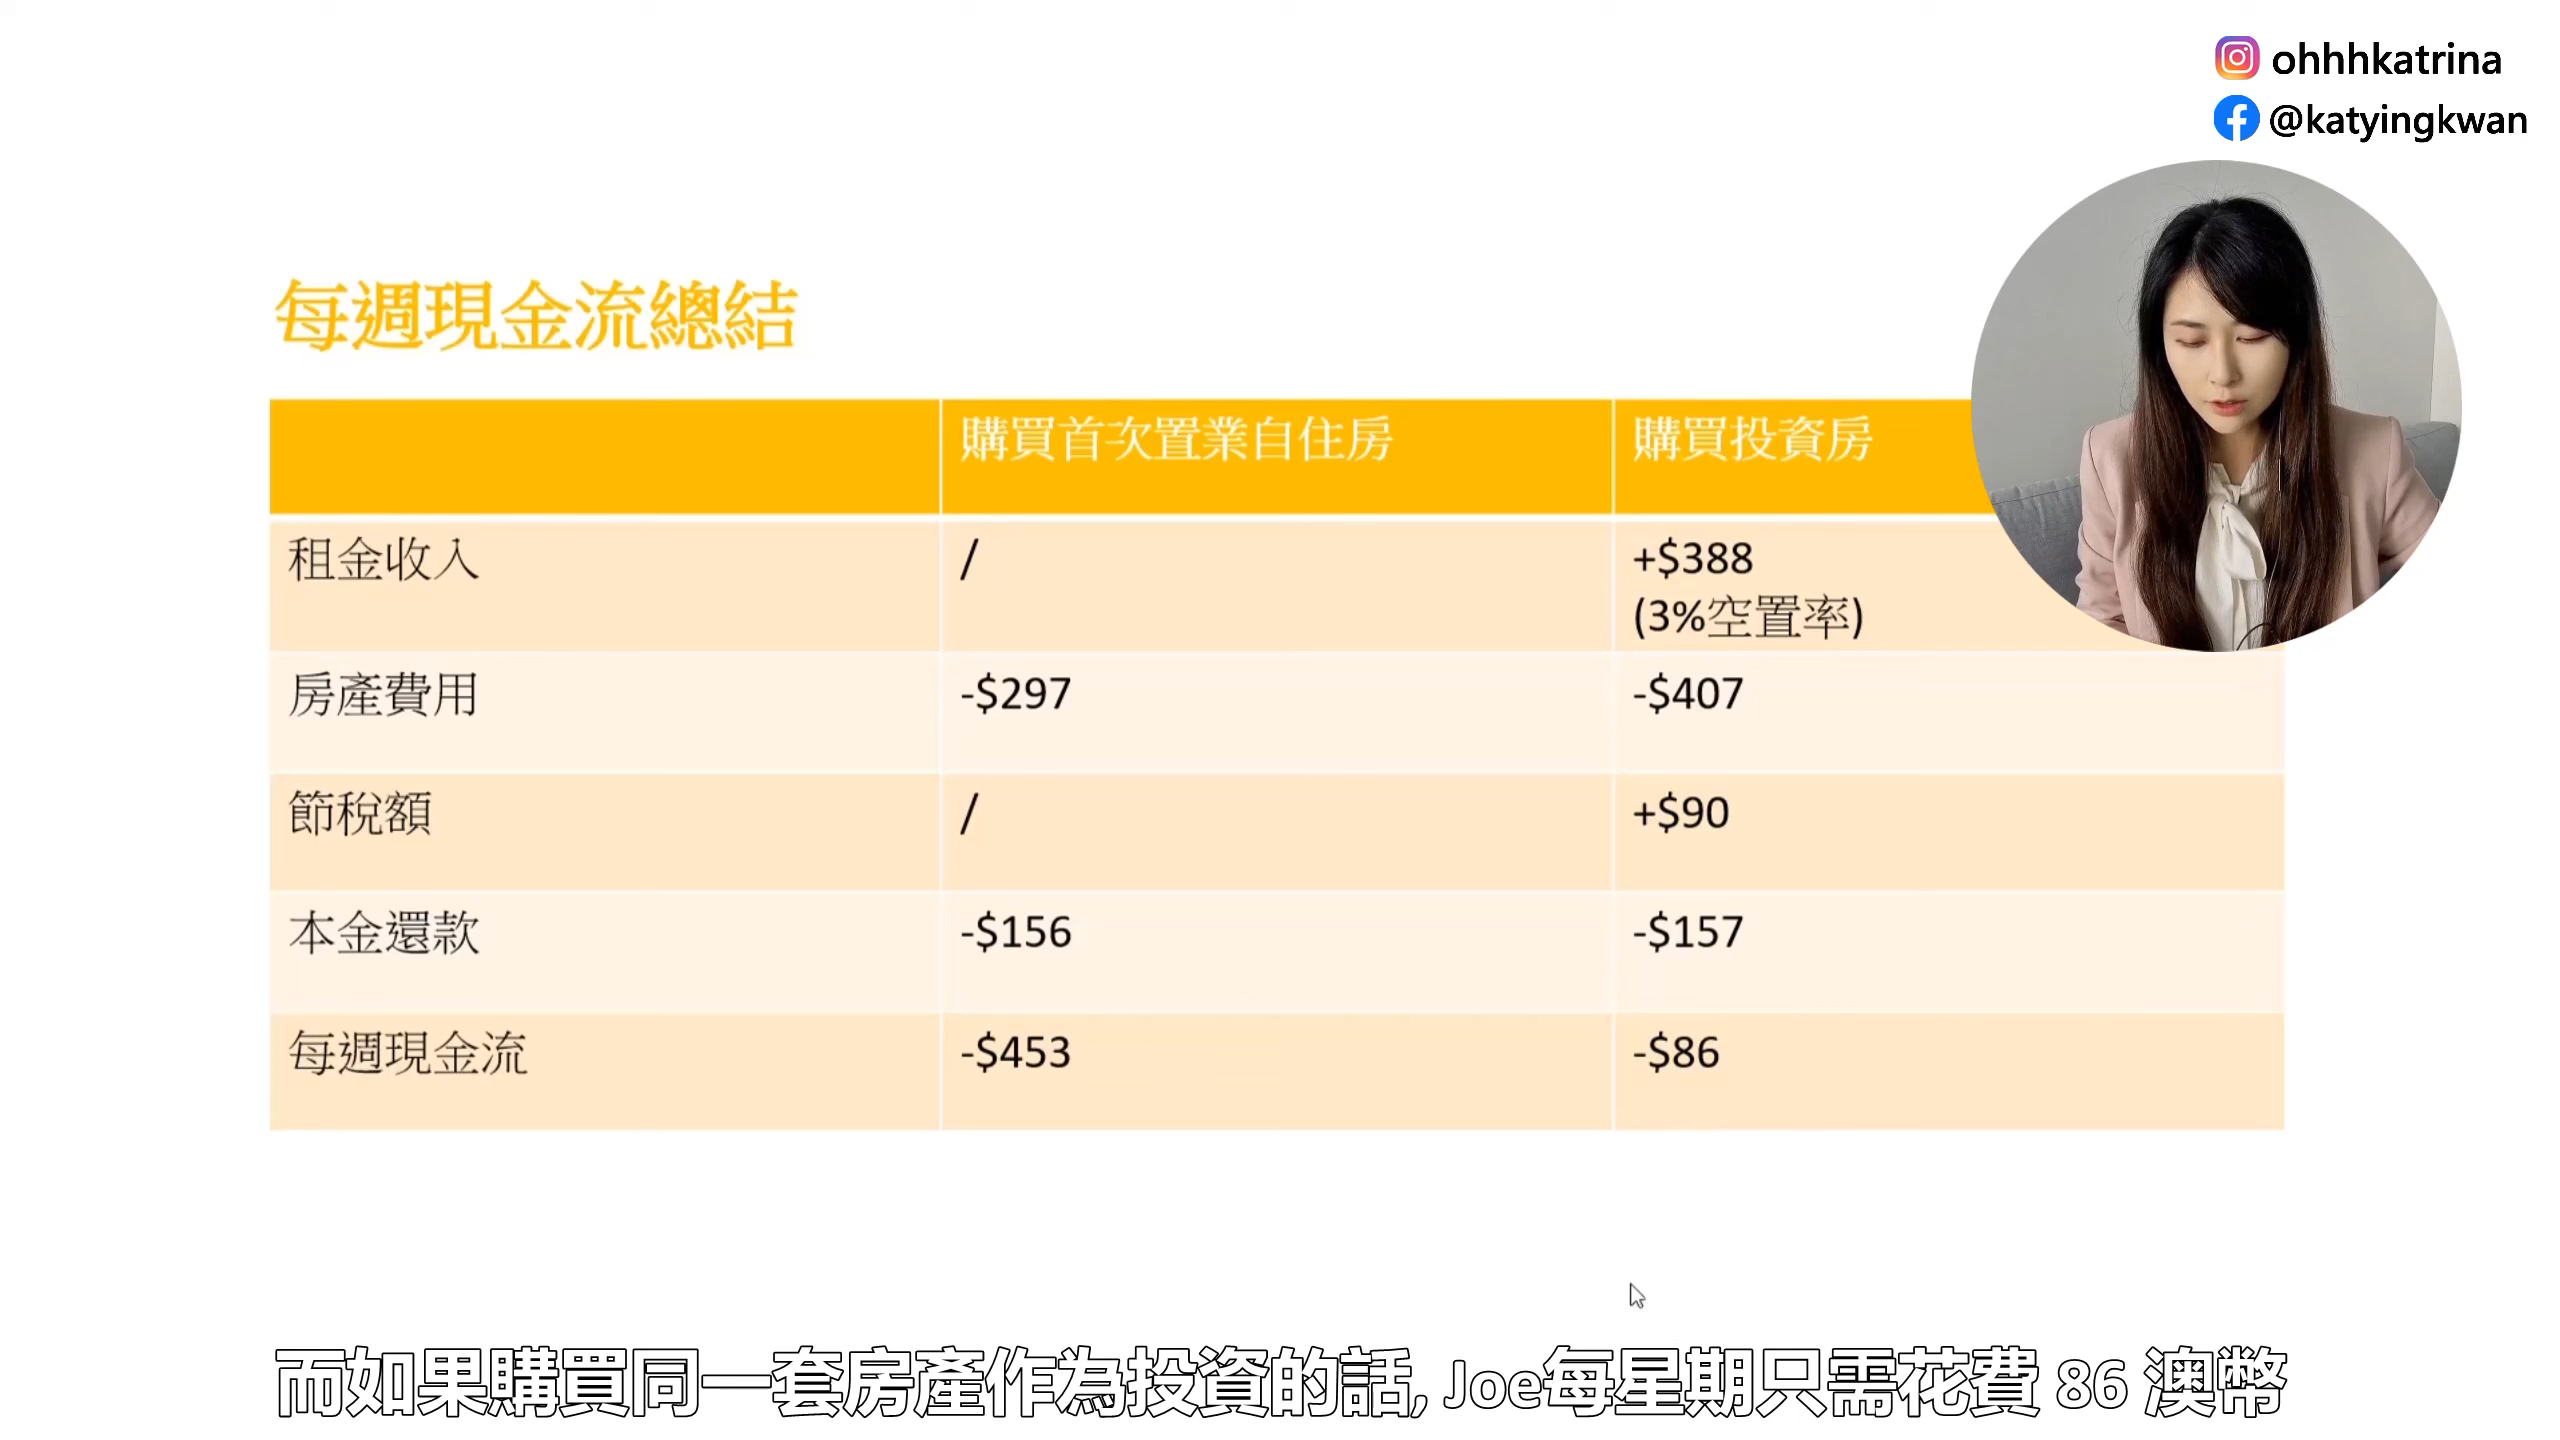 ohhhkatrina
@katyingkwan
每週現金流總結
購買首次置業自住房
購買投資房
租金收入
/
+$388
(3%空置率)
房產費用
-$297
-$407
節稅額
/
+$90
本金還款
-$156
-$157
每週現金流
-$453
-$86
而如果購買同一套房產作為投資的話, Joe每星期只需花費 86 澳幣